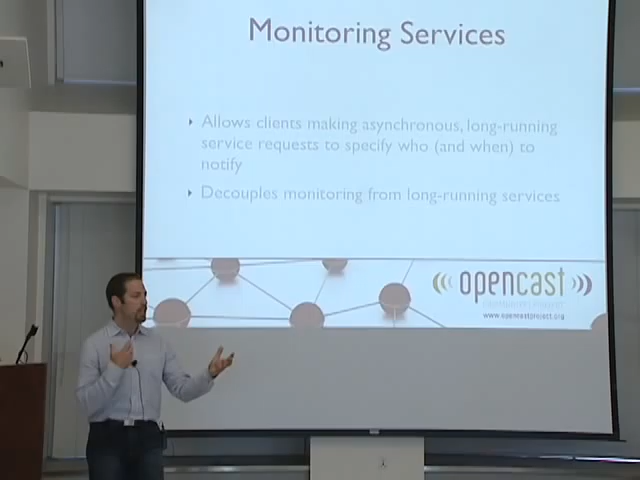 Monitoring Services
Allows clients making asynchronous, long-running
service requests to specify who (and when) to
notify
Decouples monitoring from long-running services
opencast
www.opencastproject.org